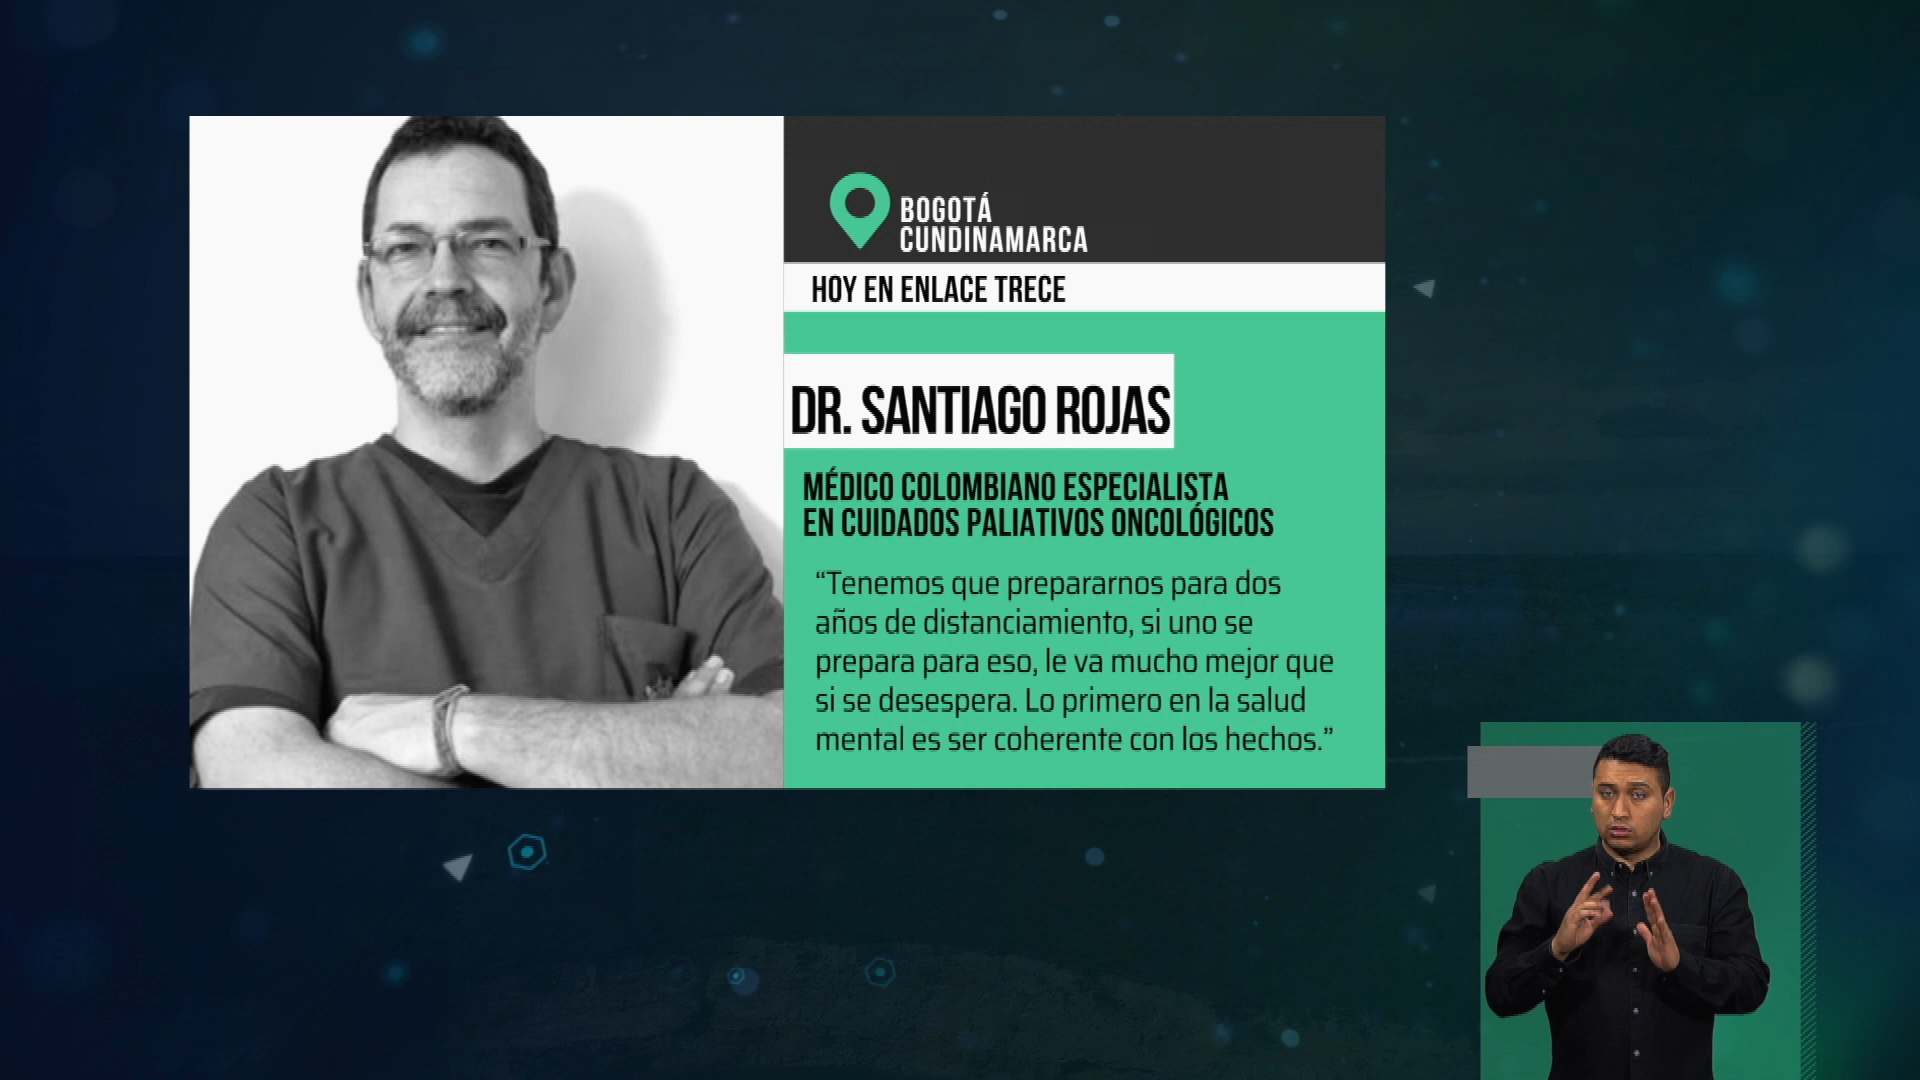 BOGOTÁ
CUNDINAMARCA
HOY EN ENLACE TRECE
DR. SANTIAGO ROJAS
MÉDICO COLOMBIANO ESPECIALISTA
EN CUIDADOS PALIATIVOS ONCOLÓGICOS
“Tenemos que prepararnos para dos
años de distanciamiento, si uno se
prepara para eso, le va mucho mejor que
si se desespera. Lo primero en la salud
mental es ser coherente con los hechos.”